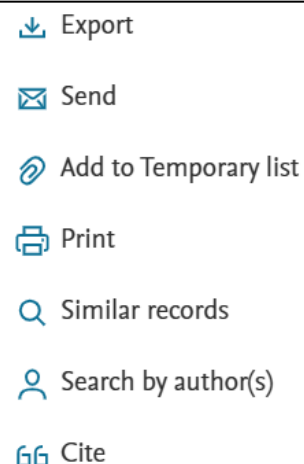 Export
Send
Add to Temporary list
Print
Similar records
Search by author(s)
Cite